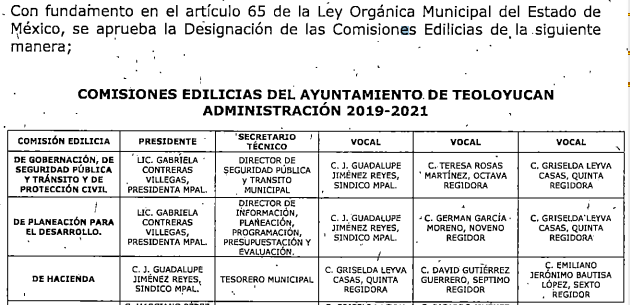 Con fundamento en el artículo 65 de la Ley Orgánica Municipal del Estado de
México, se aprueba la Designación de las Comisiones Edilicias de la siguiente
manera;
COMISIONES EDILICIAS DEL AYUNTAMIENTO DE TEOLOYUCAN
ADMINISTRACIÓN 2019-2021
COMISIÓN EDILICIA
PRESIDENTE
SECRETARIO
TÉCNICO
VOCAL
VOCAL
VOCAL
DE GOBERNACIÓN, DE
SEGURIDAD PÚBLICA
Y TRÁNSITO Y DE
PROTECCIÓN CIVIL
LIC. GABRIELA
CONTRERAS
VILLEGAS,
PRESIDENTA MPAL.
DIRECTOR DE
SEGURIDAD PÚBLICA
y TRANSITO
MUNICIPAL
C. J. GUADALUPE
JIMÉNEZ REYES,
SINDICO MPAL.
C. TERESA ROSAS
MARTÍNEZ, OCTAVA
REGIDORA
C. GRISELDA LEYVA
CASAS, QUINTA
REGIDORA
DE PLANEACIÓN PARA
EL DESARROLLO.
LIC. GABRIELA
CONTRERAS
VILLEGAS,
PRESIDENTA MPAL.
DIRECTOR DE
INFORMACIÓN,
PLANEACIÓN,
PROGRAMACIÓN,
PRESUPUESTACIÓN Y
EVALUACIÓN.
C. J. GUADALUPE
JIMÉNEZ REYES,
SINDICO MPAL.
C. GERMAN GARCÍA
MORENO, NOVENO
REGIDOR
C. GRISELDA LEYVA
CASAS, QUINTA
REGIDORA
DE HACIENDA
C. J. GUADALUPE
JIMÉNEZ REYES,
SINDICO MPAL.
TESORERO MUNICIPAL
C. GRISELDA LEYVA
CASAS, QUINTA
REGIDORA
C. DAVID GUTIÉRREZ
GUERRERO, SEPTIMO
REGIDOR
C. EMILIANO
JERÓNIMO BAUTISA
LÓPEZ, SEXTO
REGIDOR